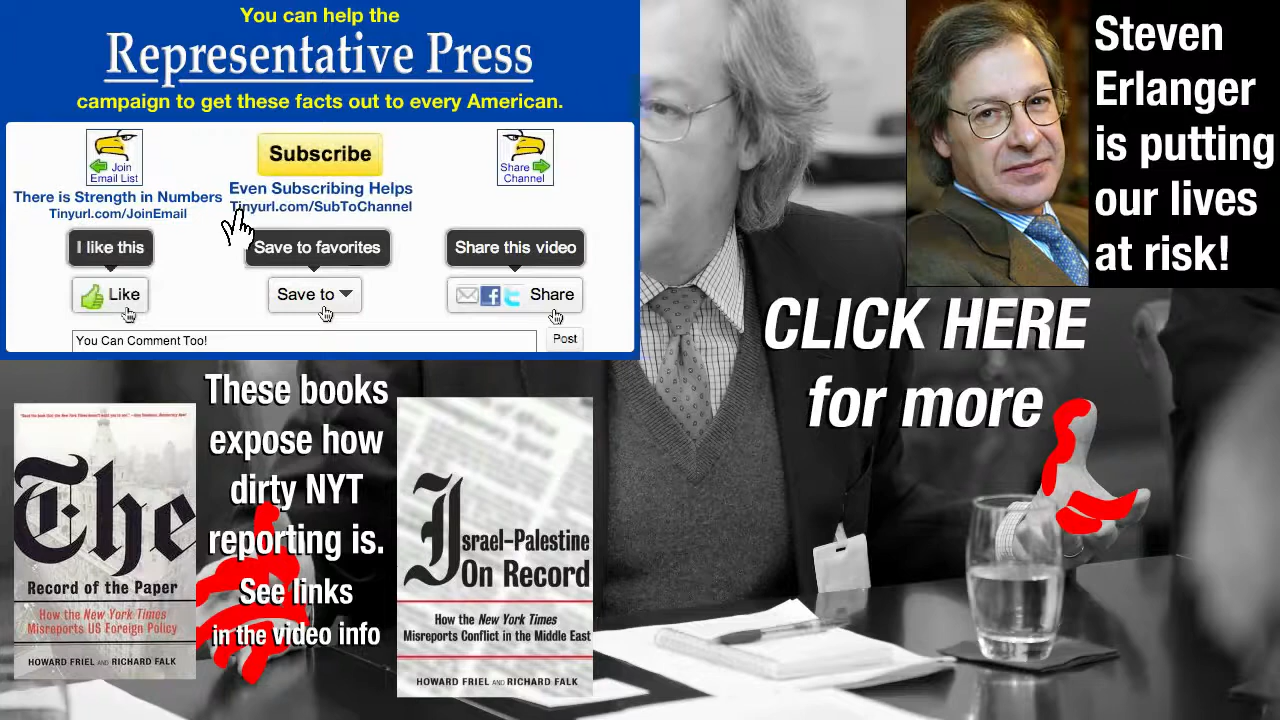 You can help the
Representative Press
campaign to get these facts out to every American.
Join
Email List
Subscribe
Share
Channel
There is Strength in Numbers
Tinyurl.com/JoinEmail
Even Subscribing Helps
Tinyurl.com/SubToChannel
I like this
Save to favorites
Share this video
Like
Save to
Share
You Can Comment Too!
Post
Steven
Erlanger
is putting
our lives
at risk!
CLICK HERE
for more
These books
expose how
dirty NYT
reporting is.
See links
in the video info
The
Record of the Paper
How the New York Times
Misreports US Foreign Policy
HOWARD FRIEL AND RICHARD FALK
Israel-Palestine
On Record
How the New York Times
Misreports Conflict in the Middle East
HOWARD FRIEL AND RICHARD FALK